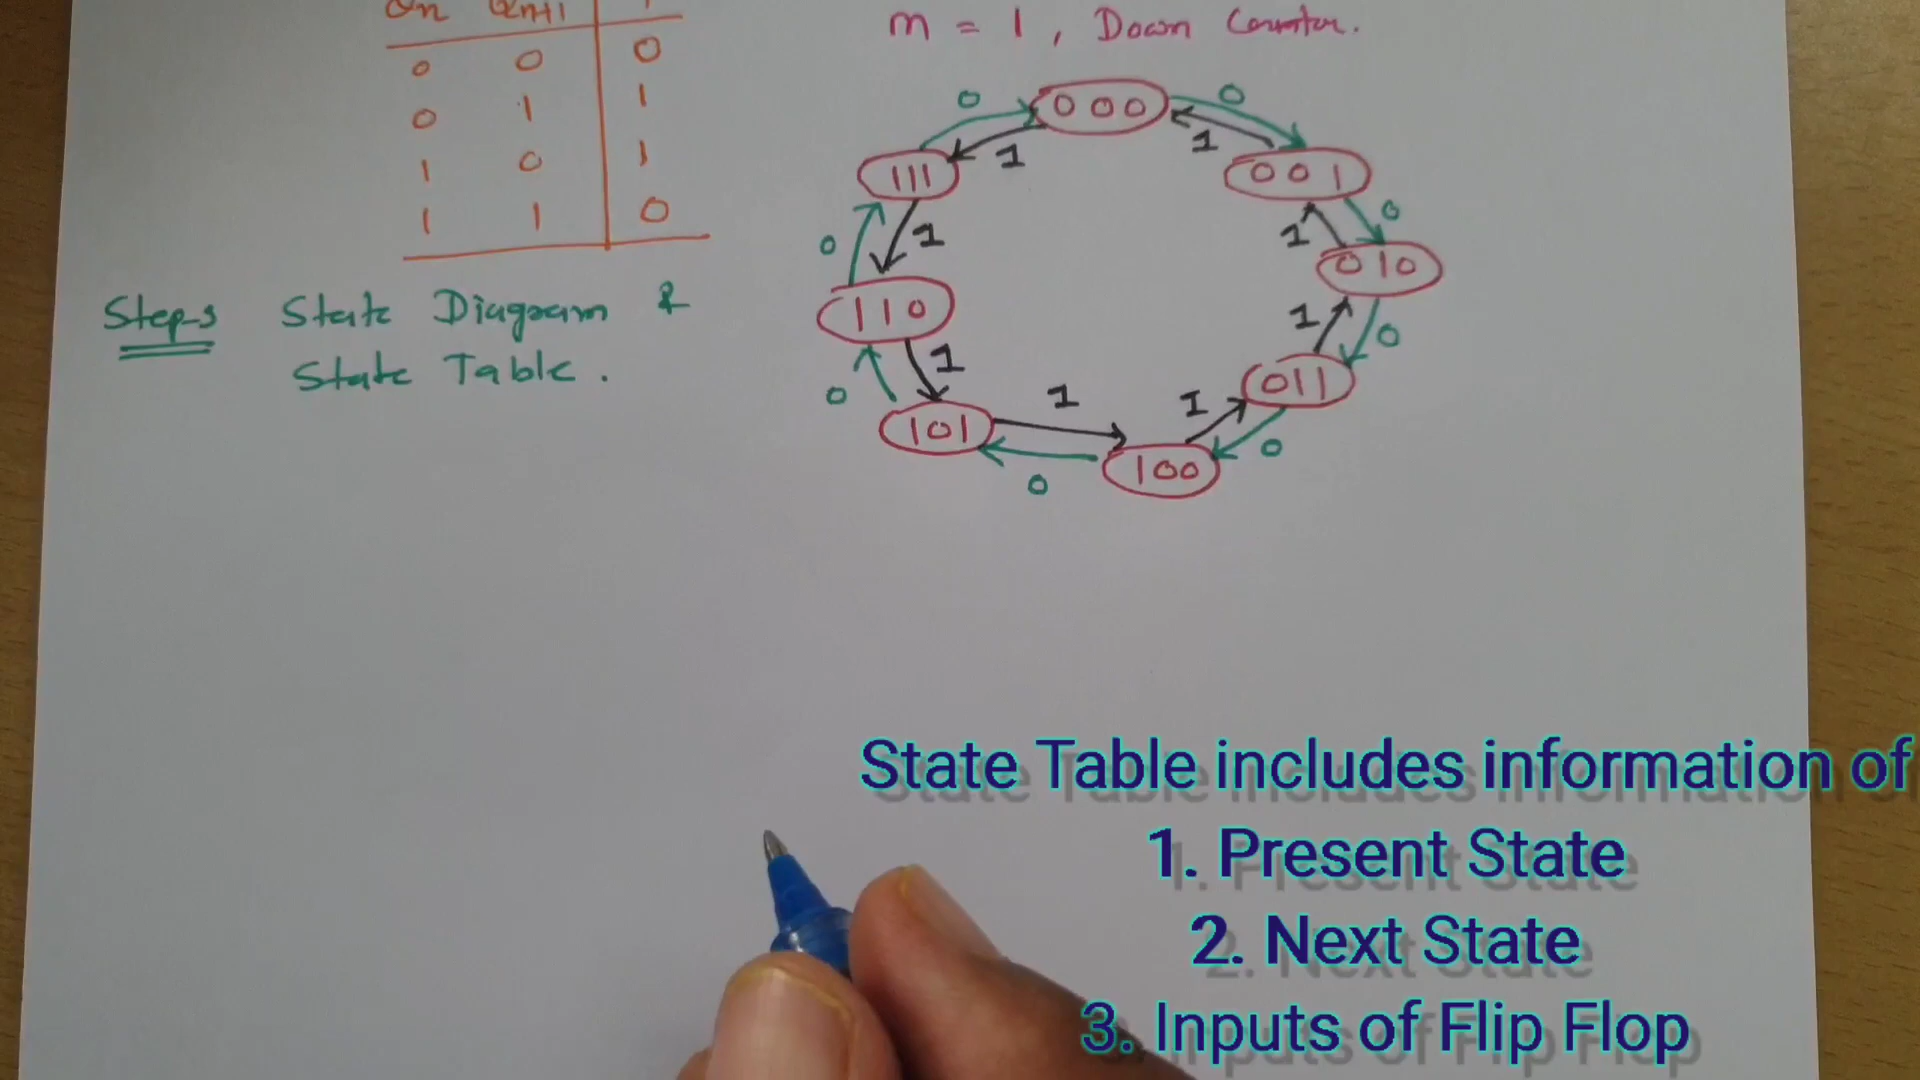 Qn Qn+1
0 0 0
0 1 1
1 0 1
1 1 0
m = 1, Down Counter.
0 000 0
1 1
111 001
0 1 1 0
110 010
0 1 1 0
101 1 1 011
0 100 0
Step-3 State Diagram &
State Table.
State Table includes information of
1. Present State
2. Next State
3. Inputs of Flip Flop